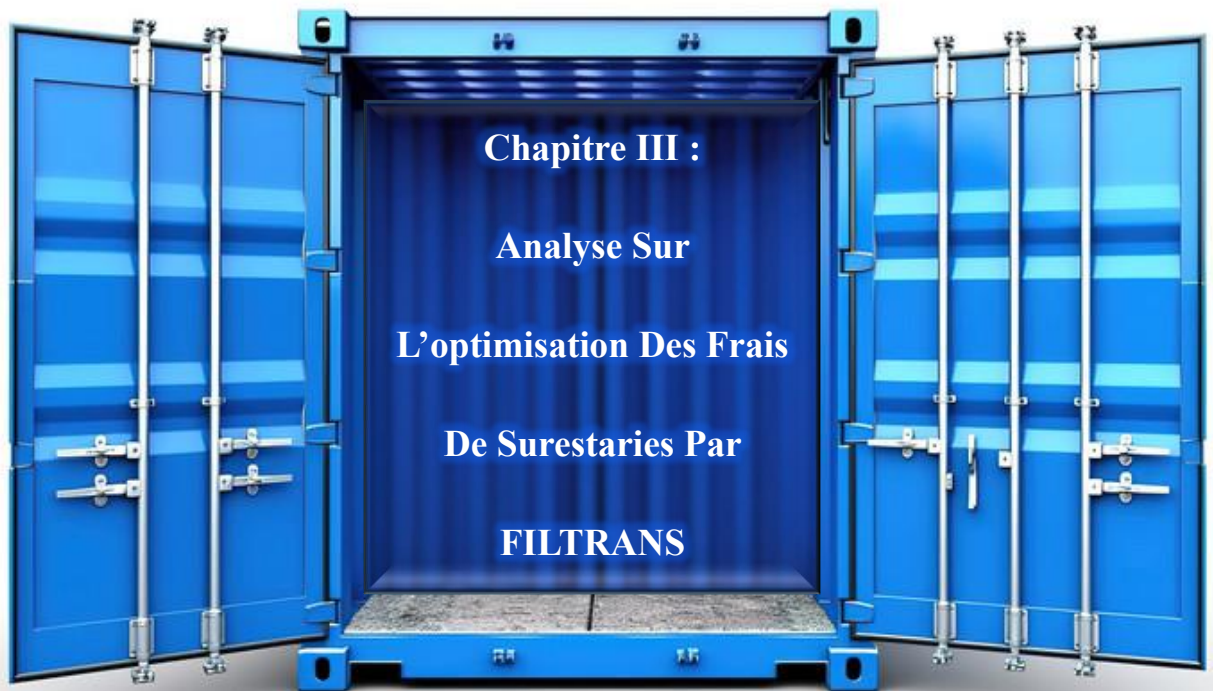 Chapitre III :
Analyse Sur
L’optimisation Des Frais
De Surestaries Par
FILTRANS